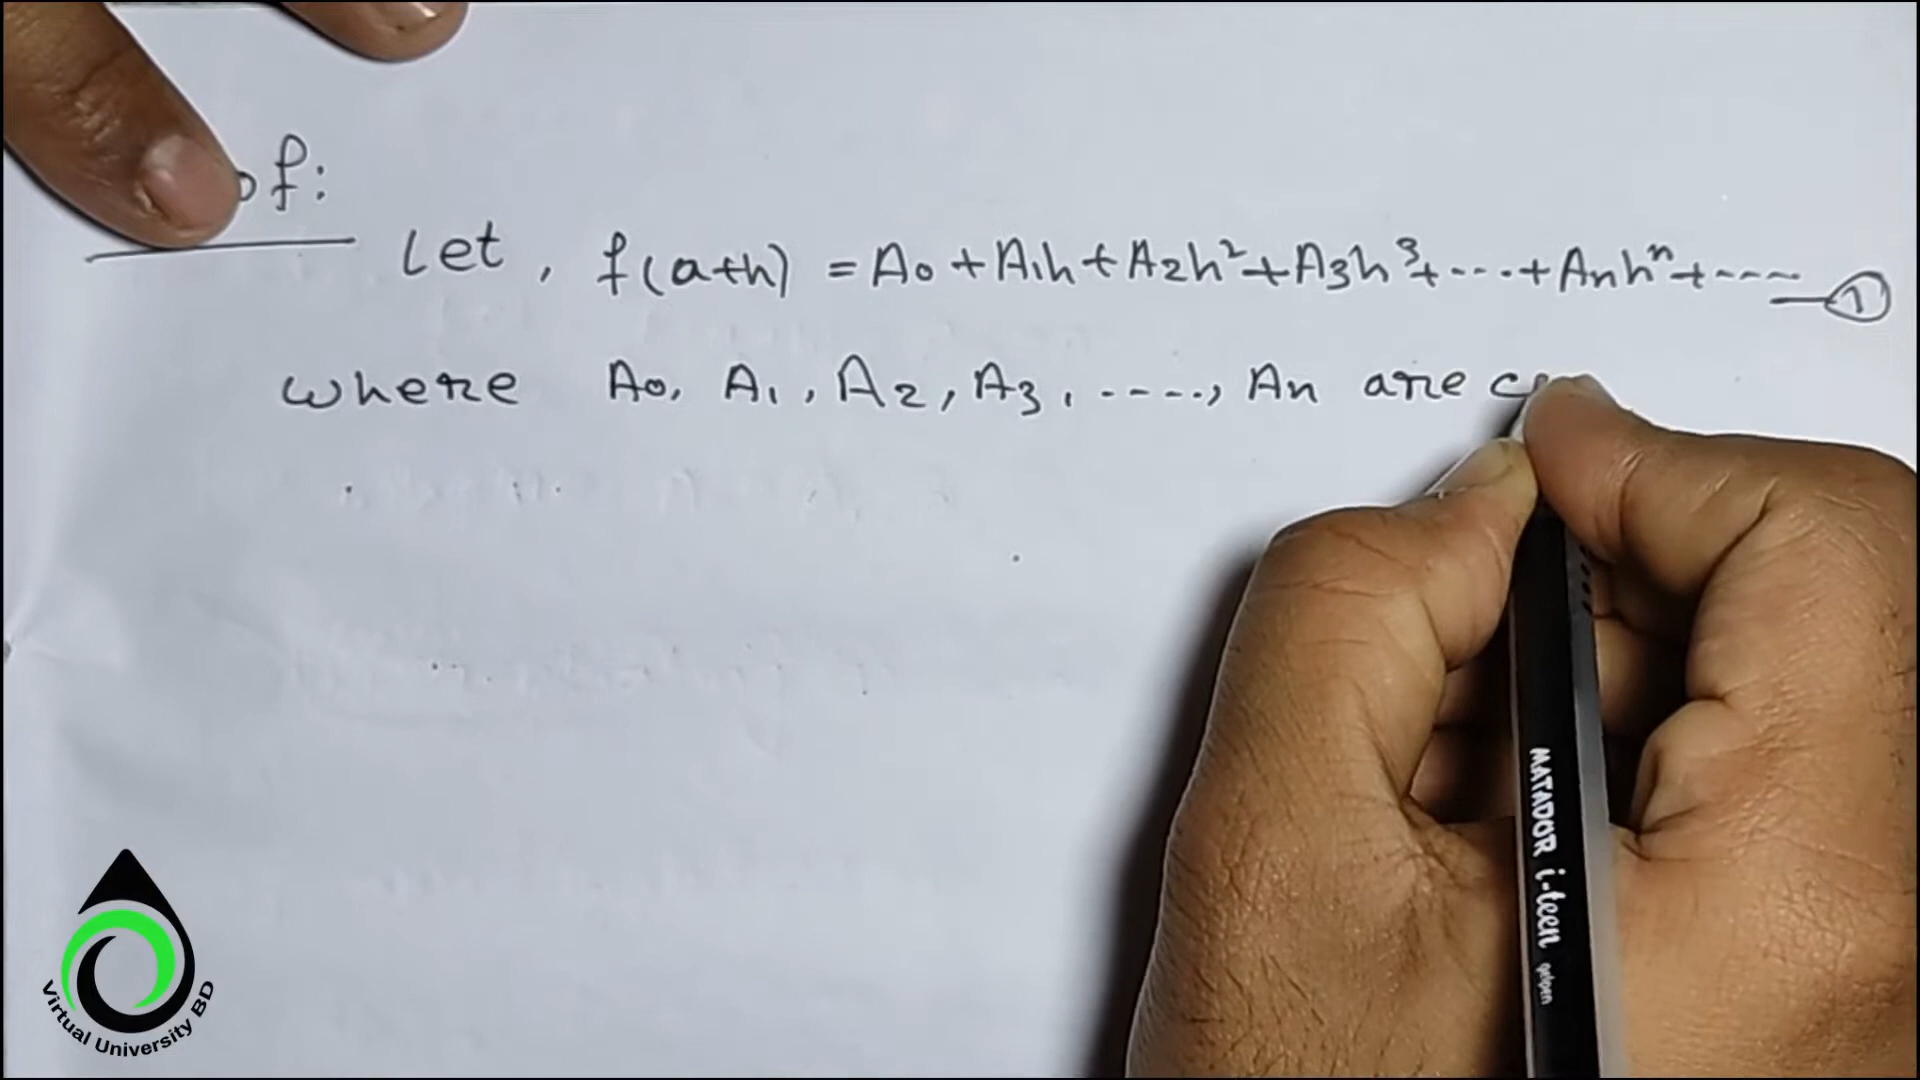 of:
Let, f(a+h) = A₀ + A₁h + A₂h² + A₃h³ + ---- + Aₙhⁿ + ---- —①
where A₀, A₁, A₂, A₃, ----, Aₙ are
MATADOR i-teen gelpen
Virtual University BD